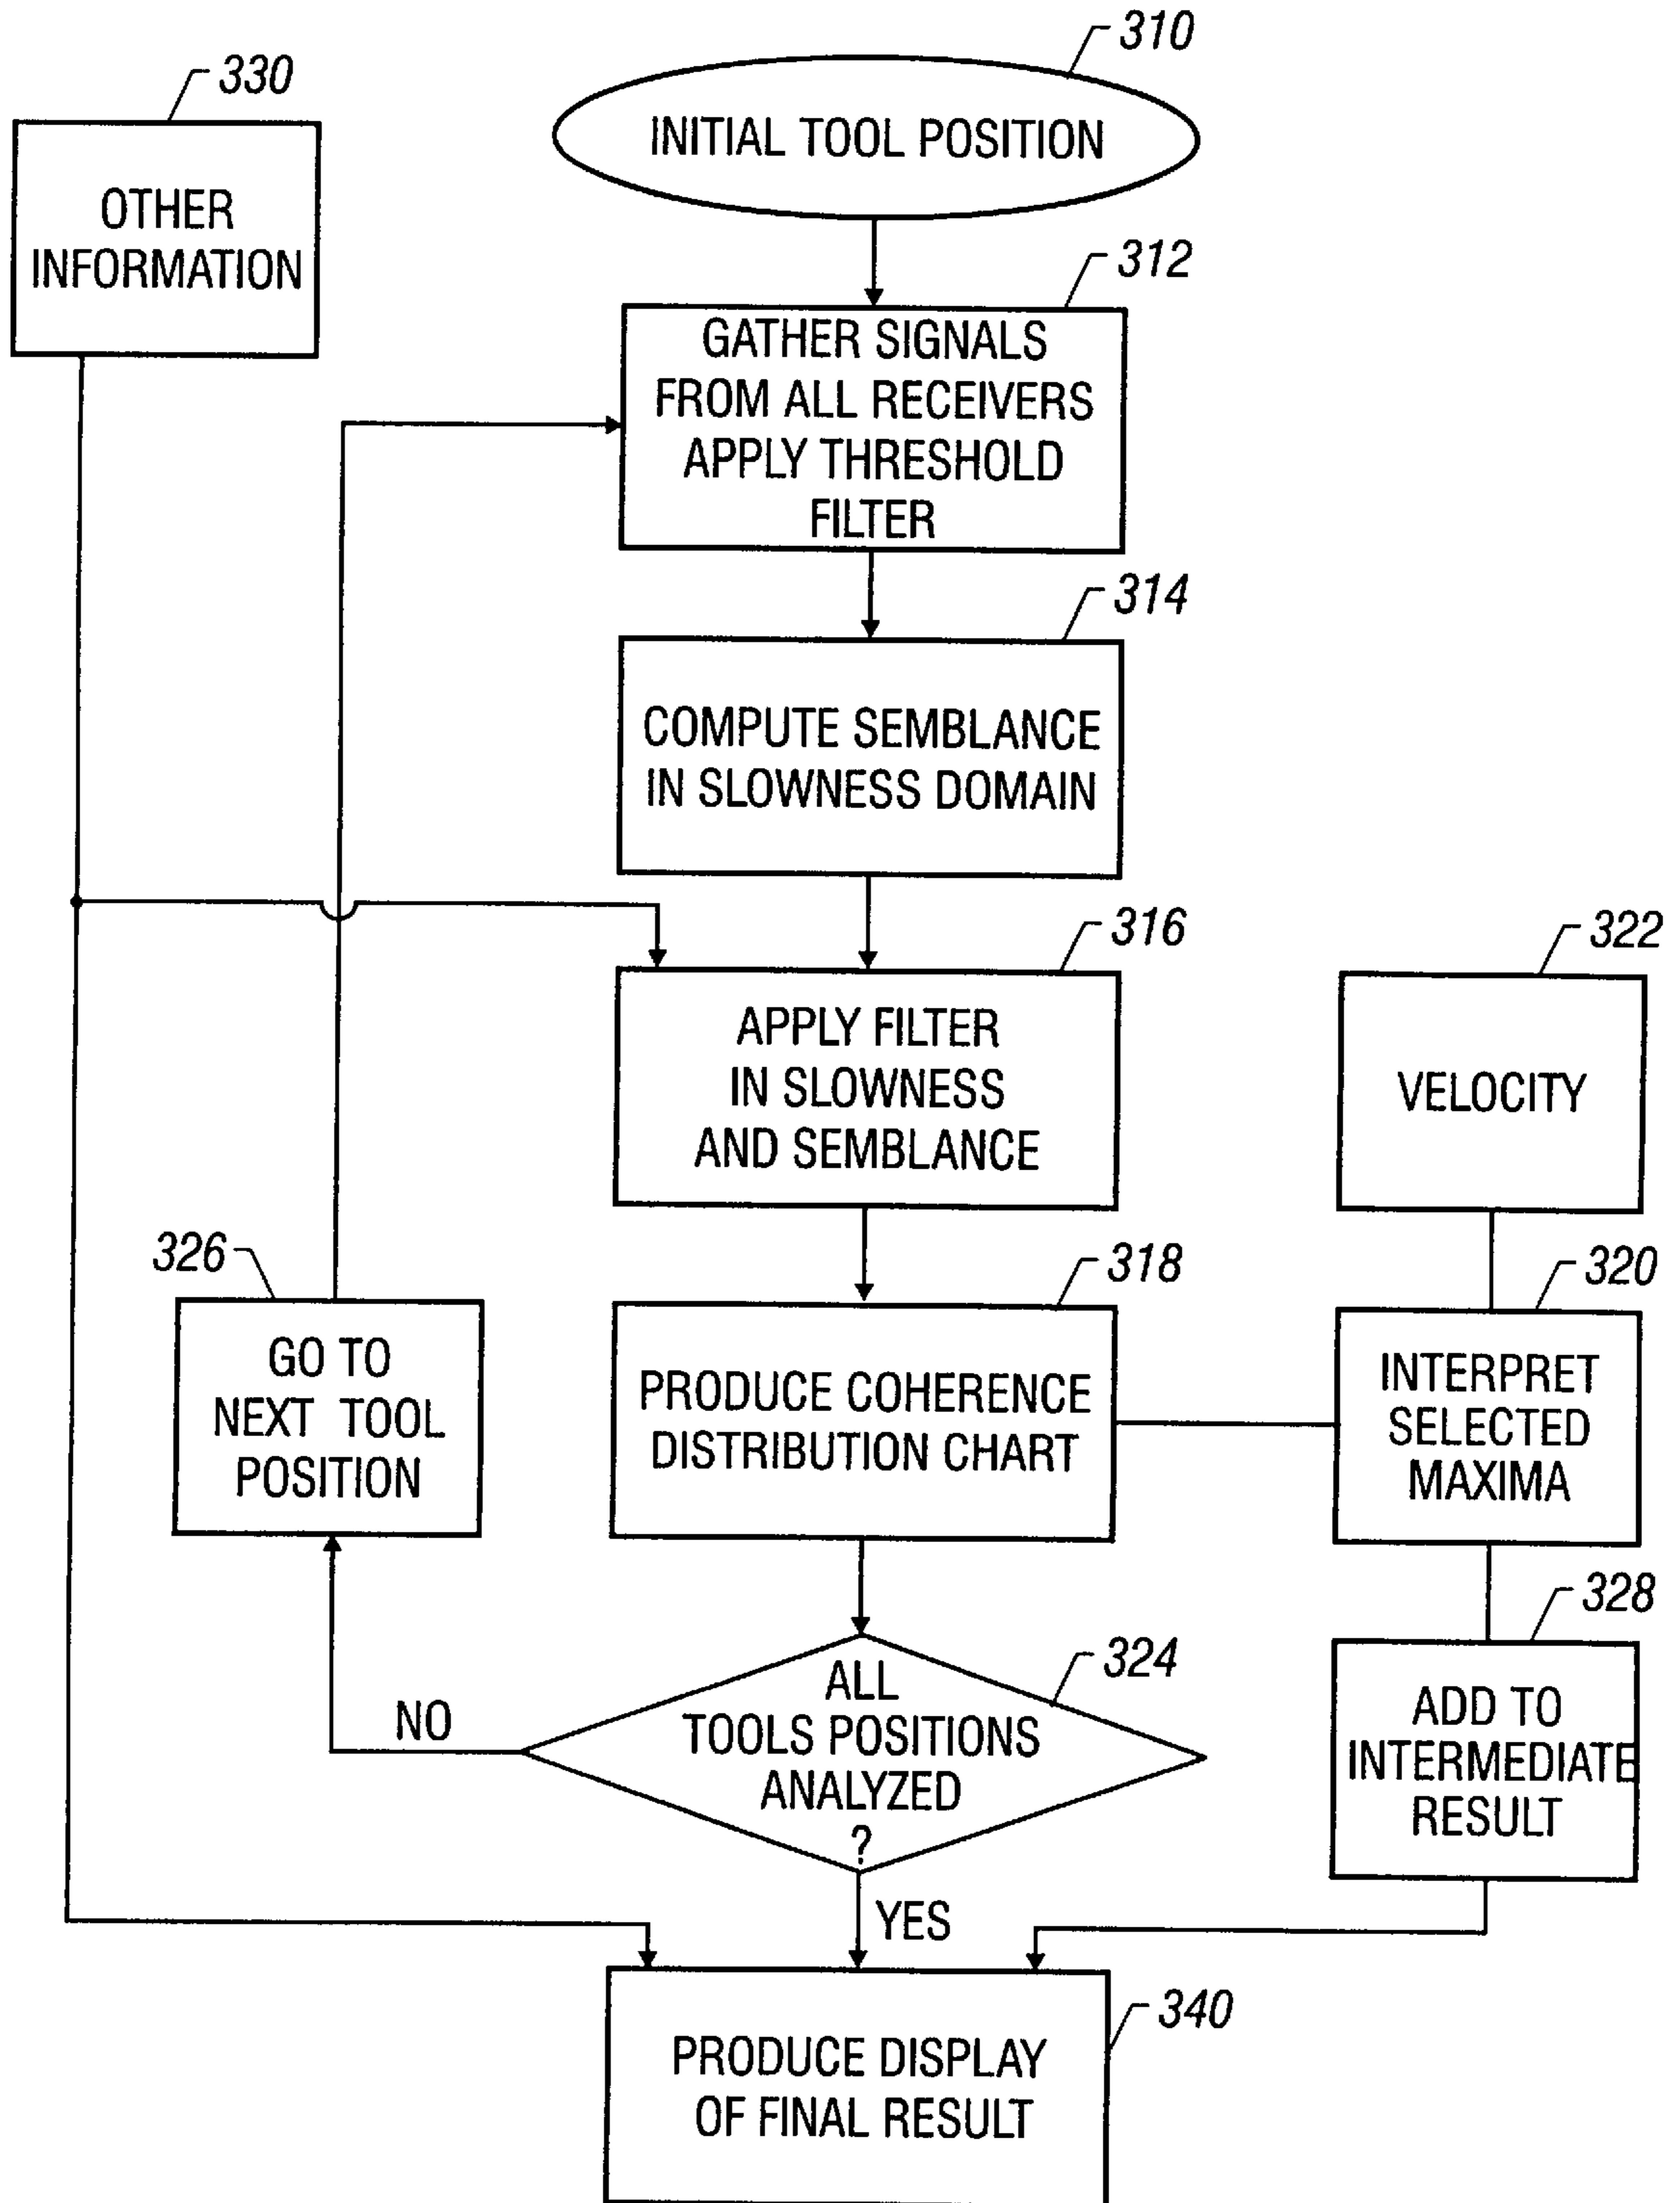 310
INITIAL TOOL POSITION
330
OTHER
INFORMATION
312
GATHER SIGNALS
FROM ALL RECEIVERS
APPLY THRESHOLD
FILTER
314
COMPUTE SEMBLANCE
IN SLOWNESS DOMAIN
316
APPLY FILTER
IN SLOWNESS
AND SEMBLANCE
322
VELOCITY
326
GO TO
NEXT TOOL
POSITION
318
PRODUCE COHERENCE
DISTRIBUTION CHART
320
INTERPRET
SELECTED
MAXIMA
324
ALL
TOOLS POSITIONS
ANALYZED
?
NO
YES
328
ADD TO
INTERMEDIATE
RESULT
340
PRODUCE DISPLAY
OF FINAL RESULT